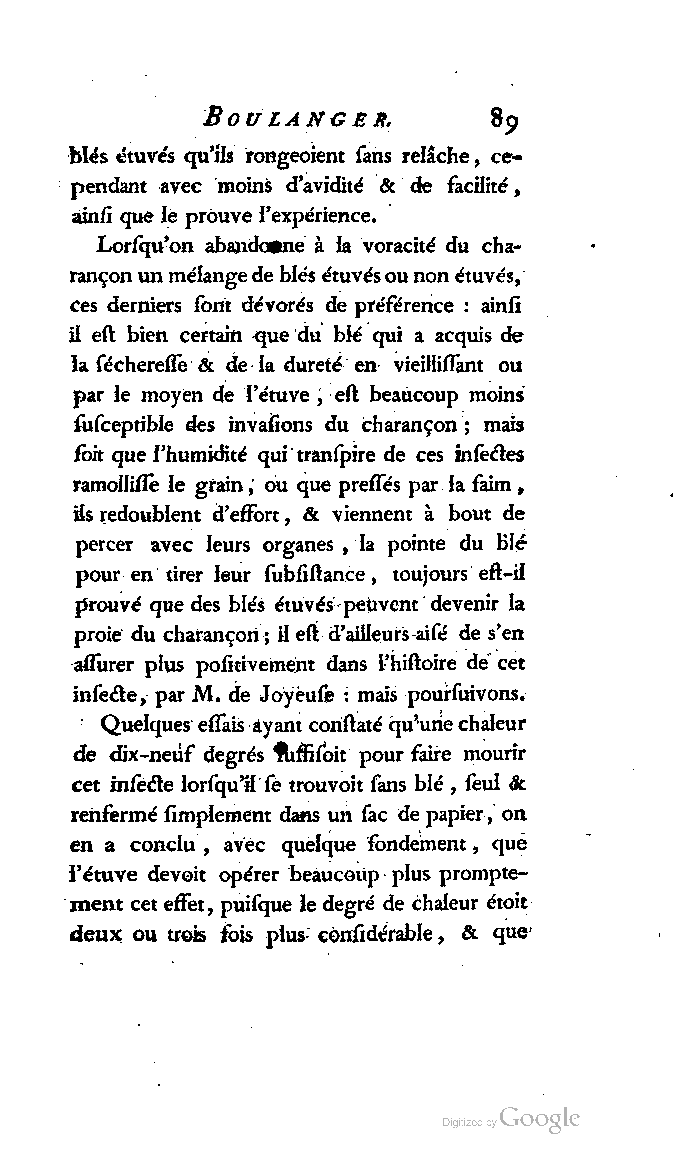 BOULANGER. 89
blés étuvés qu'ils rongeoient ſans relâche, ce-
pendant avec moins d'avidité & de facilité,
ainſi que le prouve l'expérience.
Lorſqu'on abandonne à la voracité du cha-
rançon un mélange de blés étuvés ou non étuvés,
ces derniers ſont dévorés de préférence : ainſi
il eſt bien certain que du blé qui a acquis de
la ſéchereſſe & de la dureté en vieilliſſant ou
par le moyen de l'étuve, eſt beaucoup moins
ſuſceptible des invaſions du charançon ; mais
ſoit que l'humidité qui tranſpire de ces inſectes
ramolliſſe le grain, ou que preſſés par la faim,
ils redoublent d'effort, & viennent à bout de
percer avec leurs organes, la pointe du blé
pour en tirer leur ſubſiſtance, toujours eſt-il
prouvé que des blés étuvés peuvent devenir la
proie du charançon ; il eſt d'ailleurs aiſé de s'en
aſſurer plus poſitivement dans l'hiſtoire de cet
inſecte, par M. de Joyeuſe : mais pourſuivons.
Quelques eſſais ayant conſtaté qu'une chaleur
de dix-neuf degrés ſuffiſoit pour faire mourir
cet inſecte lorſqu'il ſe trouvoit ſans blé, ſeul &
renfermé ſimplement dans un ſac de papier, on
en a conclu, avec quelque fondement, que
l'étuve devoit opérer beaucoup plus prompte-
ment cet effet, puiſque le degré de chaleur étoit
deux ou trois fois plus conſidérable, & que
Digitized by Google